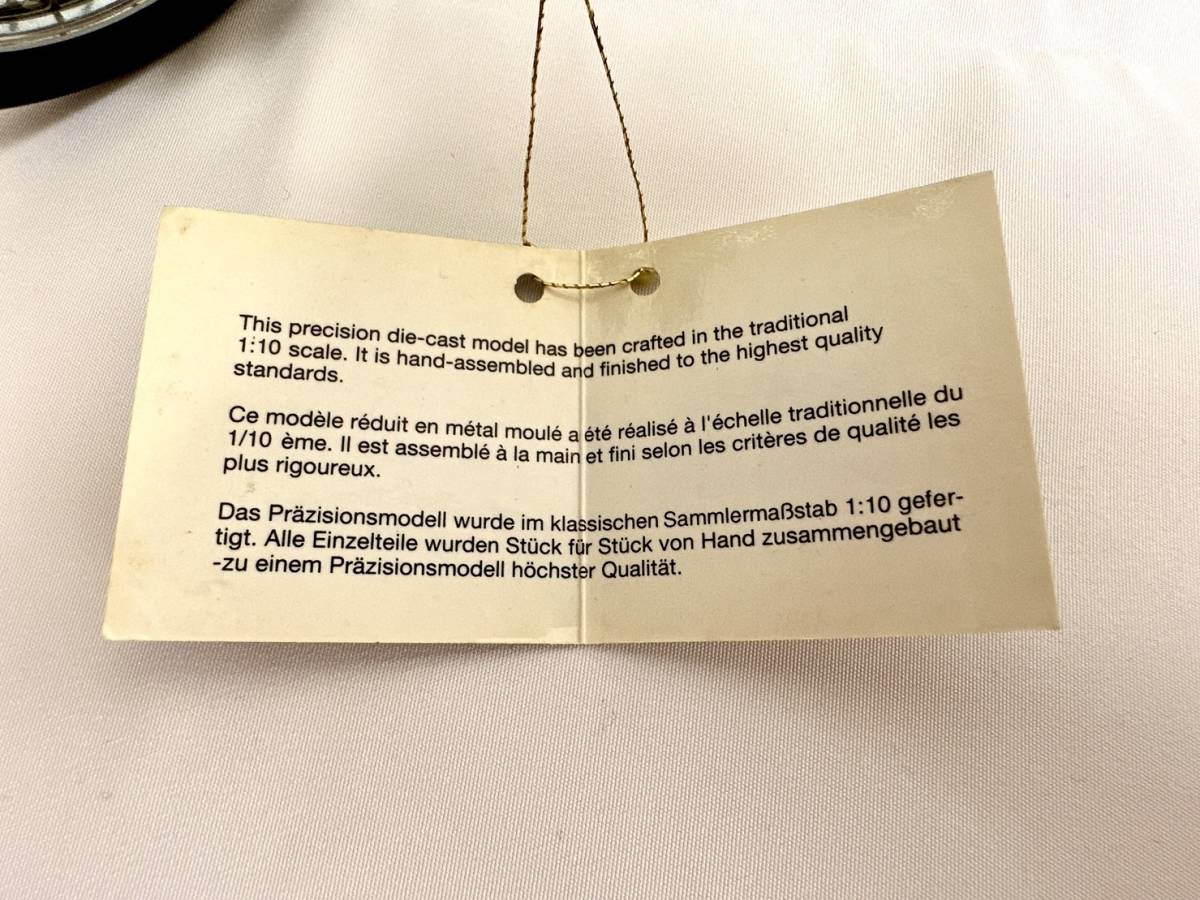 This precision die-cast model has been crafted in the traditional
1:10 scale. It is hand-assembled and finished to the highest quality
standards.
Ce modèle réduit en métal moulé a été réalisé à l'échelle traditionnelle du
1/10 ème. Il est assemblé à la main et fini selon les critères de qualité les
plus rigoureux.
Das Präzisionsmodell wurde im klassischen Sammlermaßstab 1:10 gefer-
tigt. Alle Einzelteile wurden Stück für Stück von Hand zusammengebaut
-zu einem Präzisionsmodell höchster Qualität.